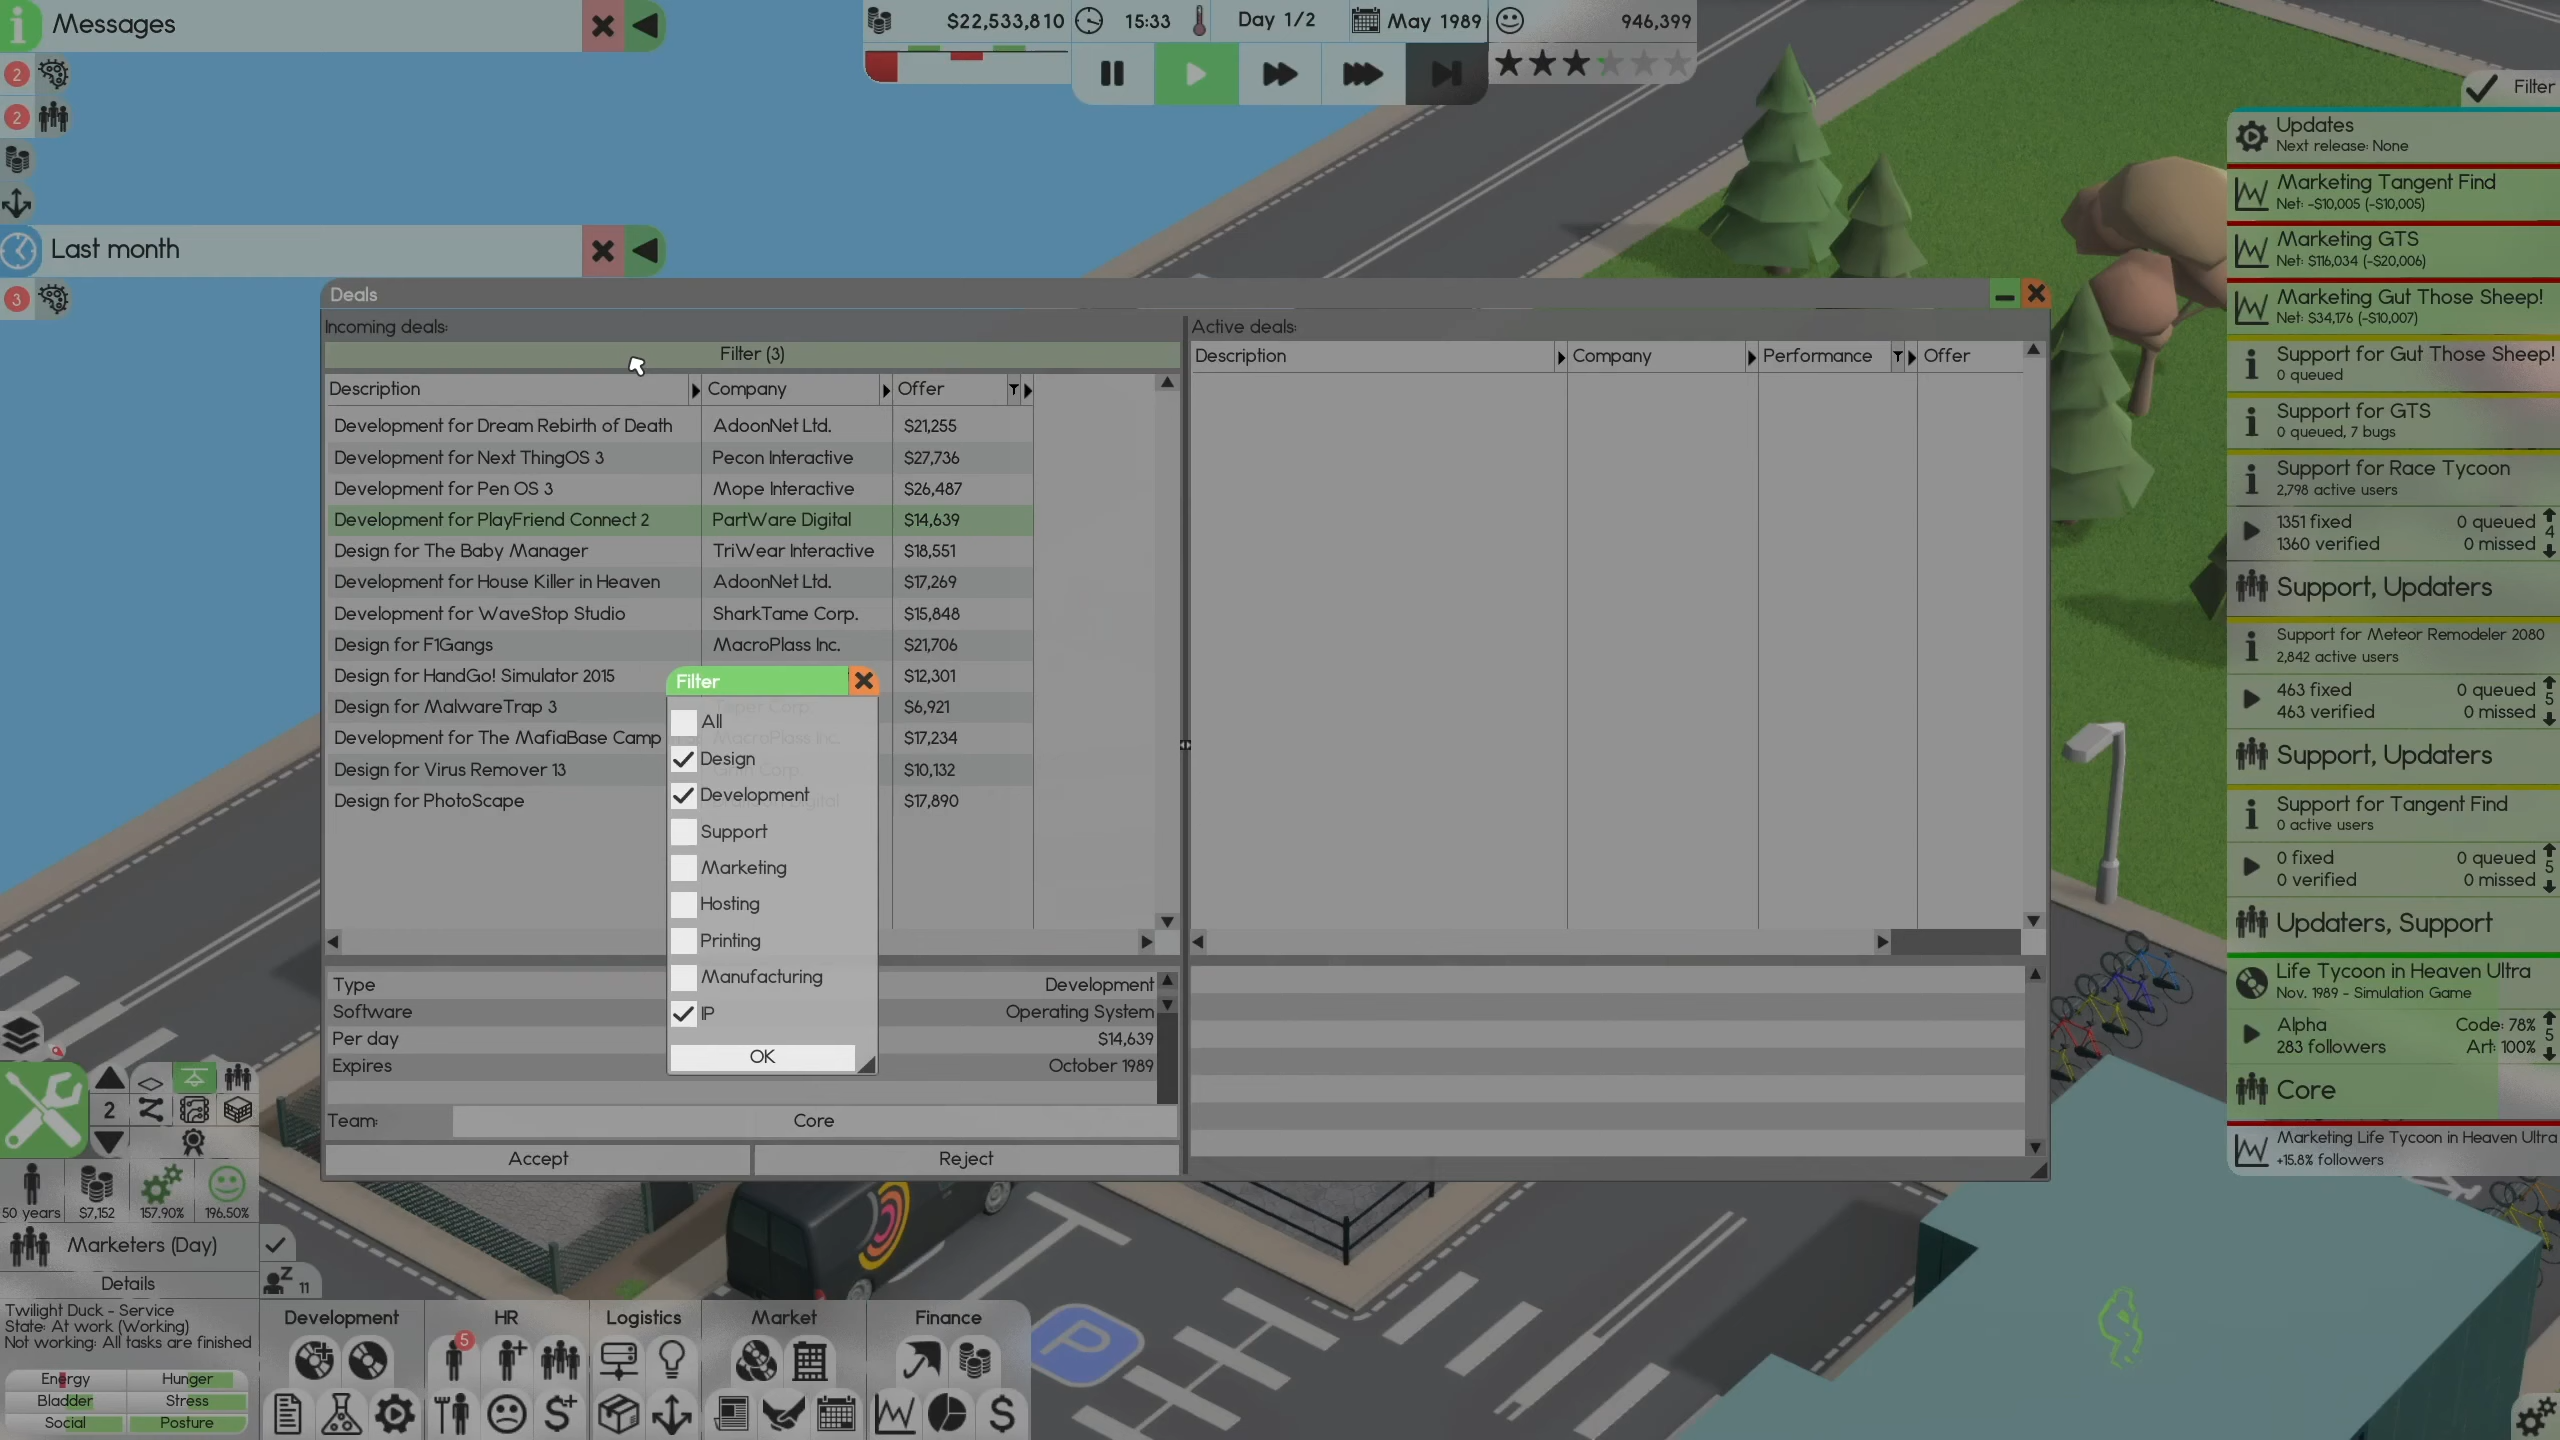 Messages
$22,533,810
15:33
Day 1/2
May 1989
946,399
2
2
Last month
3
Filter
Updates
Next release: None
Marketing Tangent Find
Net: -$10,005 (-$10,005)
Marketing GTS
Net: $116,034 (-$20,006)
Marketing Gut Those Sheep!
Net: $34,176 (-$10,007)
Support for Gut Those Sheep!
0 queued
Support for GTS
0 queued, 7 bugs
Support for Race Tycoon
2,798 active users
1351 fixed 0 queued
1360 verified 0 missed
4
Support, Updaters
Support for Meteor Remodeler 2080
2,842 active users
463 fixed 0 queued
463 verified 0 missed
5
Support, Updaters
Support for Tangent Find
0 active users
0 fixed 0 queued
0 verified 0 missed
5
Updaters, Support
Life Tycoon in Heaven Ultra
Nov. 1989 - Simulation Game
Alpha Code: 78%
283 followers Art: 100%
5
Core
Marketing Life Tycoon in Heaven Ultra
+15.8% followers
Deals
Incoming deals:
Filter (3)
Description Company Offer
Development for Dream Rebirth of Death AdoonNet Ltd. $21,255
Development for Next ThingOS 3 Pecon Interactive $27,736
Development for Pen OS 3 Mope Interactive $26,487
Development for PlayFriend Connect 2 PartWare Digital $14,639
Design for The Baby Manager TriWear Interactive $18,551
Development for House Killer in Heaven AdoonNet Ltd. $17,269
Development for WaveStop Studio SharkTame Corp. $15,848
Design for F1Gangs MacroPlass Inc. $21,706
Design for HandGo! Simulator 2015 $12,301
Design for MalwareTrap 3 $6,921
Development for The MafiaBase Camp MacroPlass Inc. $17,234
Design for Virus Remover 13 $10,132
Design for PhotoScape $17,890
Filter
All
Design
Development
Support
Marketing
Hosting
Printing
Manufacturing
IP
OK
Type Development
Software Operating System
Per day $14,639
Expires October 1989
Team: Core
Accept Reject
Active deals:
Description Company Performance Offer
2
50 years $7,152 157.90% 196.50%
Marketers (Day)
Details
11
Twilight Duck - Service
State: At work (Working)
Not working: All tasks are finished
Energy Hunger
Bladder Stress
Social Posture
Development HR Logistics Market Finance
5
P